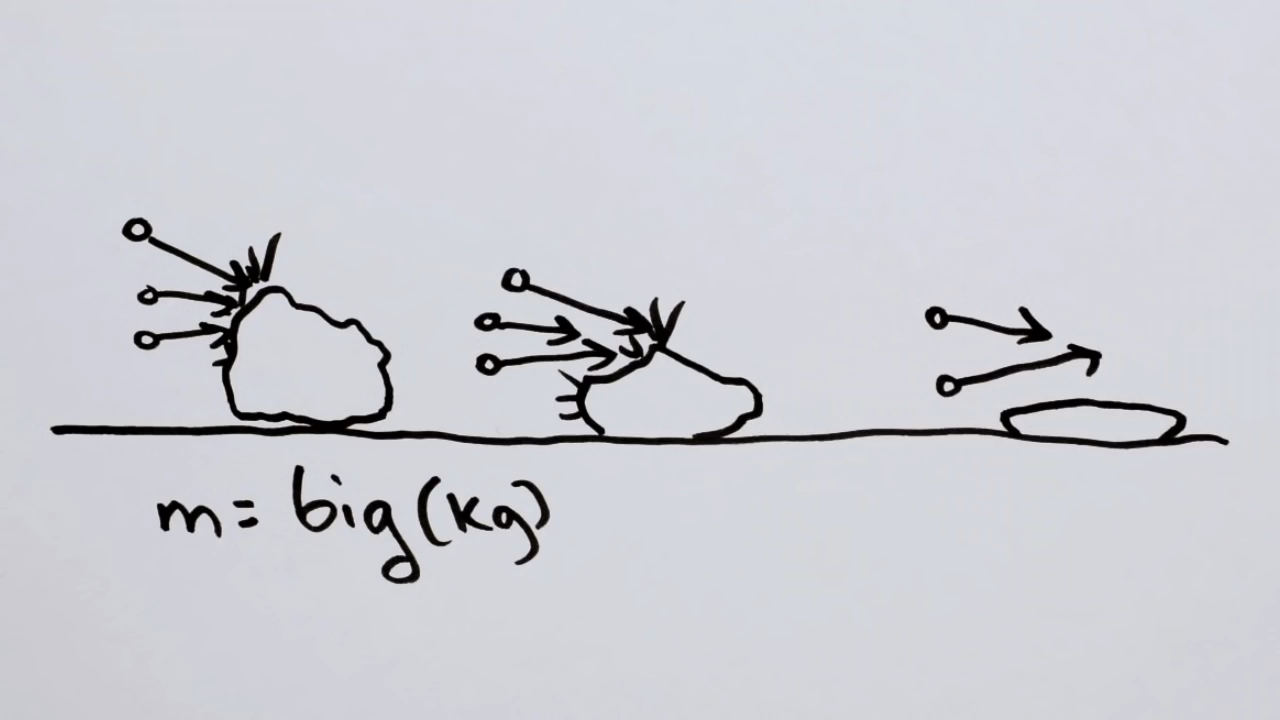 m = big (kg)